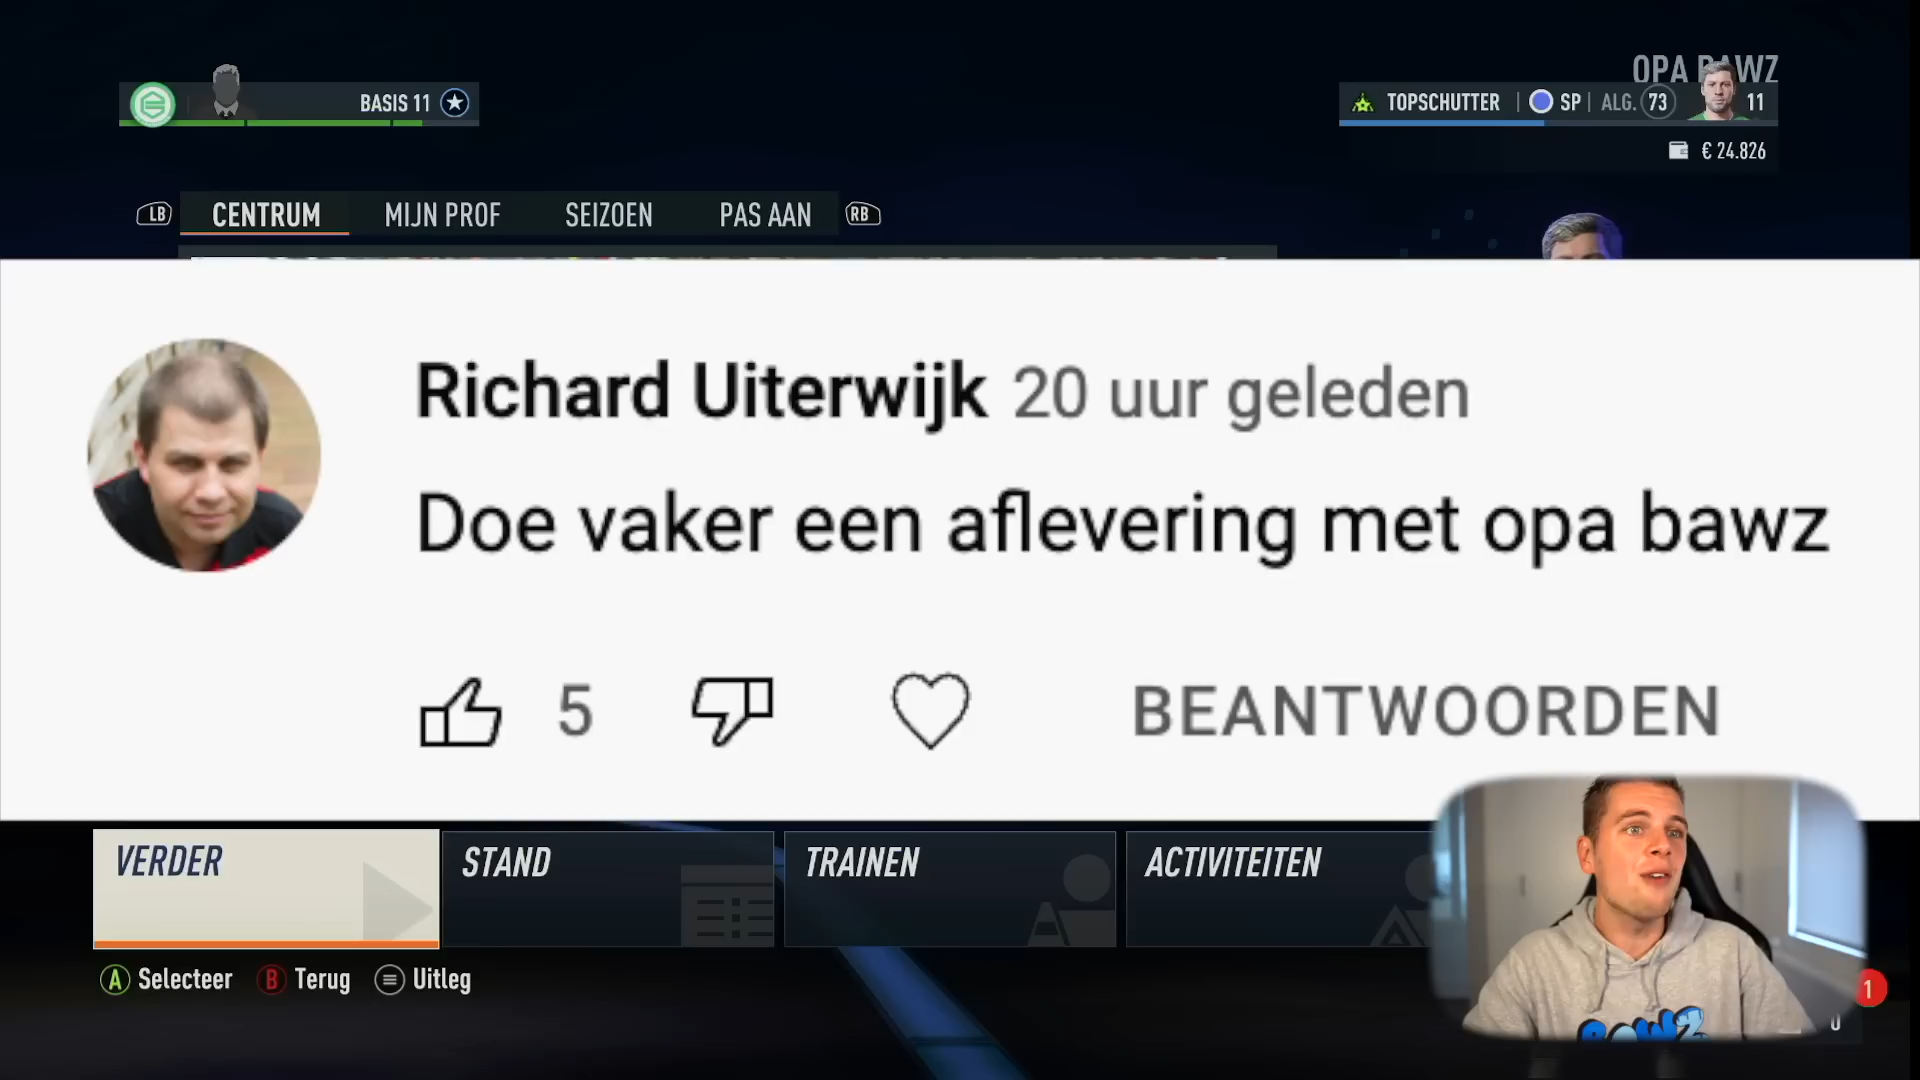 OPA BAWZ
BASIS 11
TOPSCHUTTER SP ALG. 73 11
€ 24.826
LB CENTRUM MIJN PROF SEIZOEN PAS AAN RB
Richard Uiterwijk 20 uur geleden
Doe vaker een aflevering met opa bawz
5 BEANTWOORDEN
VERDER STAND TRAINEN ACTIVITEITEN
A Selecteer B Terug Uitleg
1
0
BAWZ